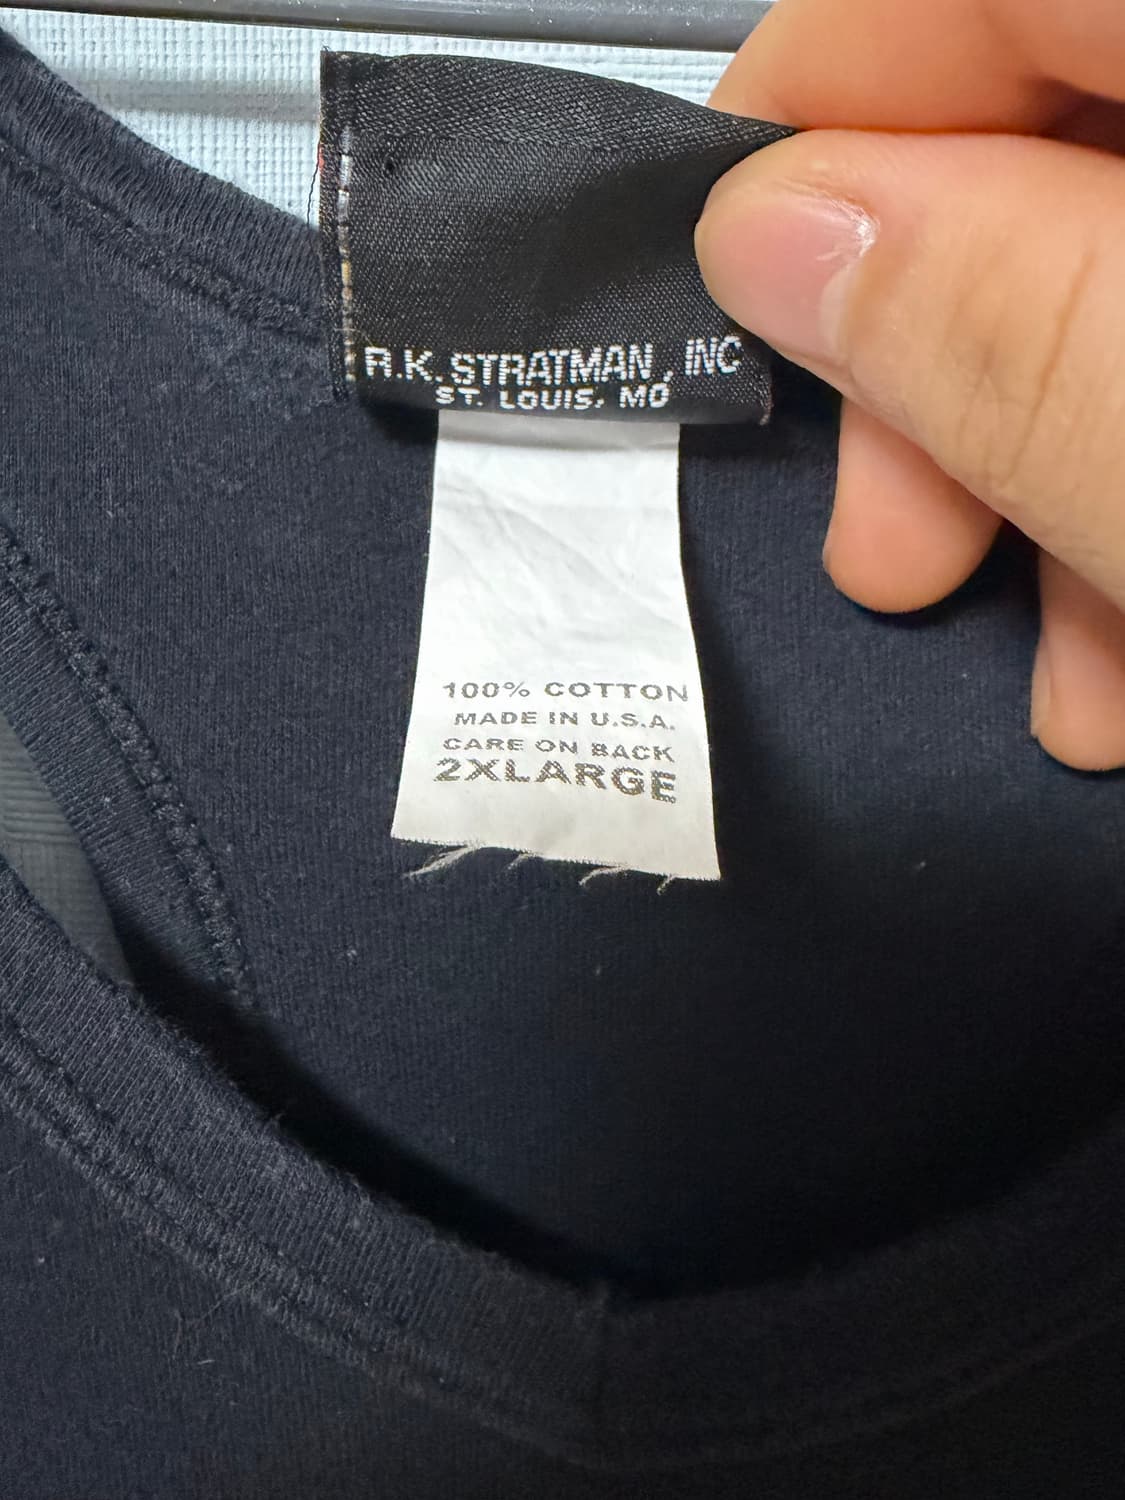 R.K. STRATMAN, INC
ST. LOUIS, MO
100% COTTON
MADE IN U.S.A.
CARE ON BACK
2XLARGE